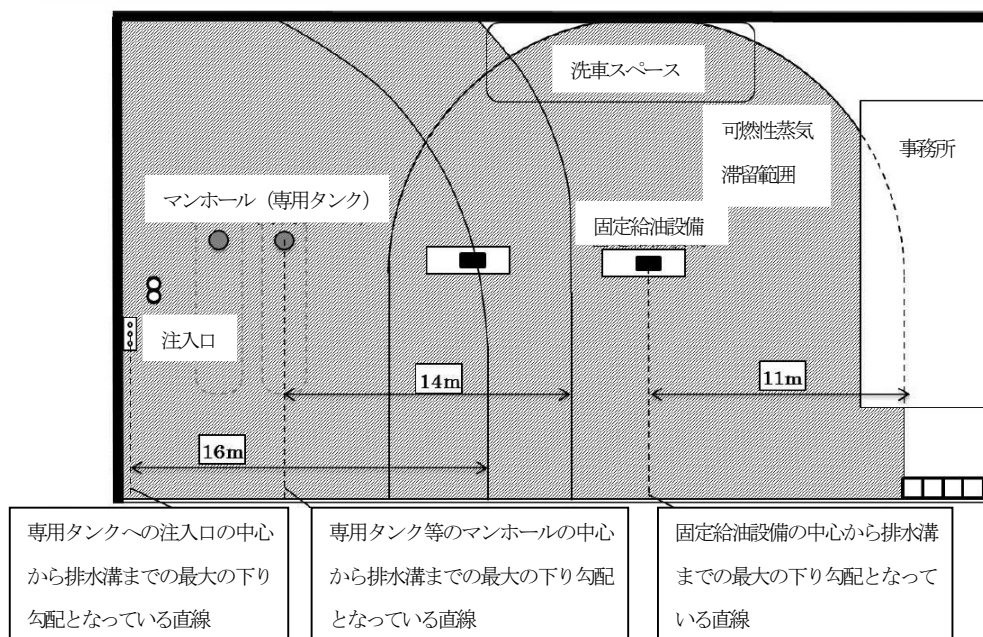 洗車スペース
可燃性蒸気
滞留範囲
事務所
マンホール（専用タンク）
固定給油設備
注入口
14m
11m
16m
専用タンクへの注入口の中心
から排水溝までの最大の下り
勾配となっている直線
専用タンク等のマンホールの中心
から排水溝までの最大の下り勾配
となっている直線
固定給油設備の中心から排水溝
までの最大の下り勾配となって
いる直線